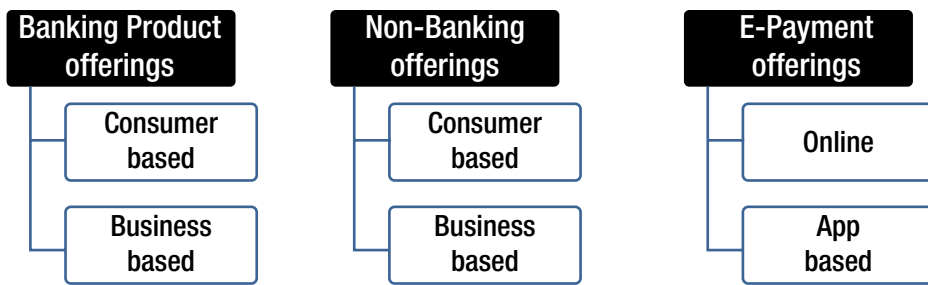 Banking Product
offerings
Consumer
based
Business
based
Non-Banking
offerings
Consumer
based
Business
based
E-Payment
offerings
Online
App
based